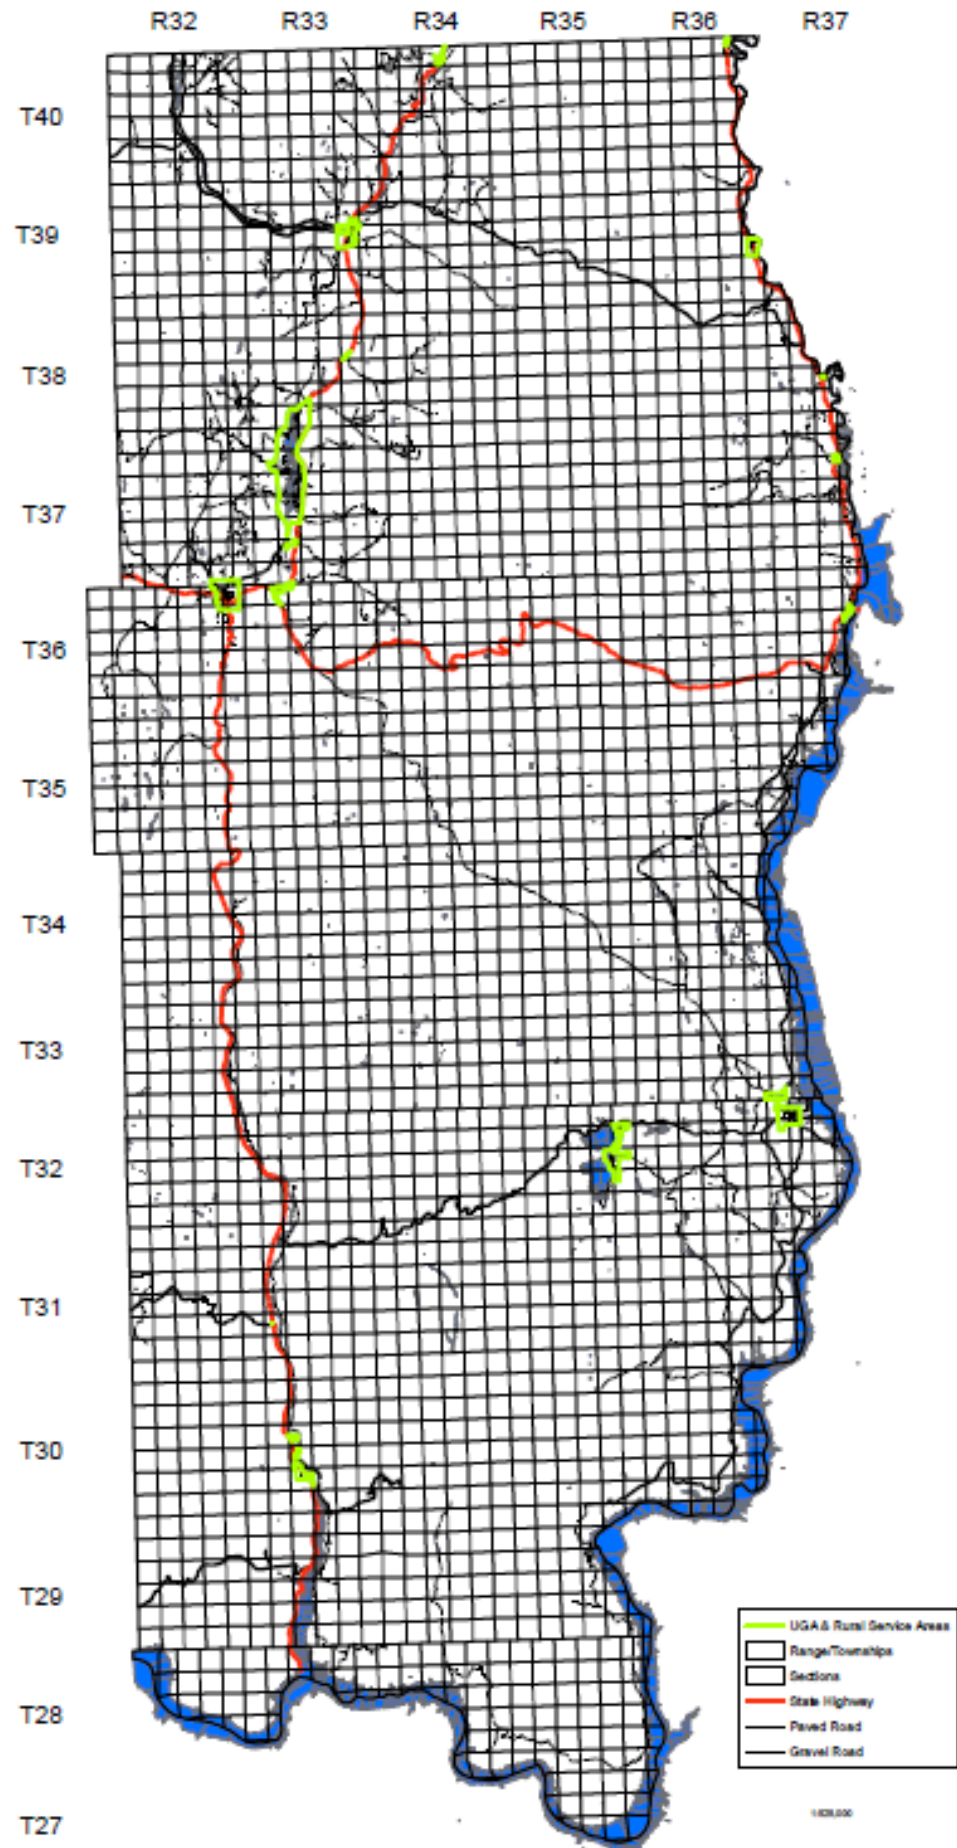 R32 R33 R34 R35 R36 R37
T40
T39
T38
T37
T36
T35
T34
T33
T32
T31
T30
T29
T28
T27
UGA & Rural Service Areas
Range/Townships
Sections
State Highway
Paved Road
Gravel Road